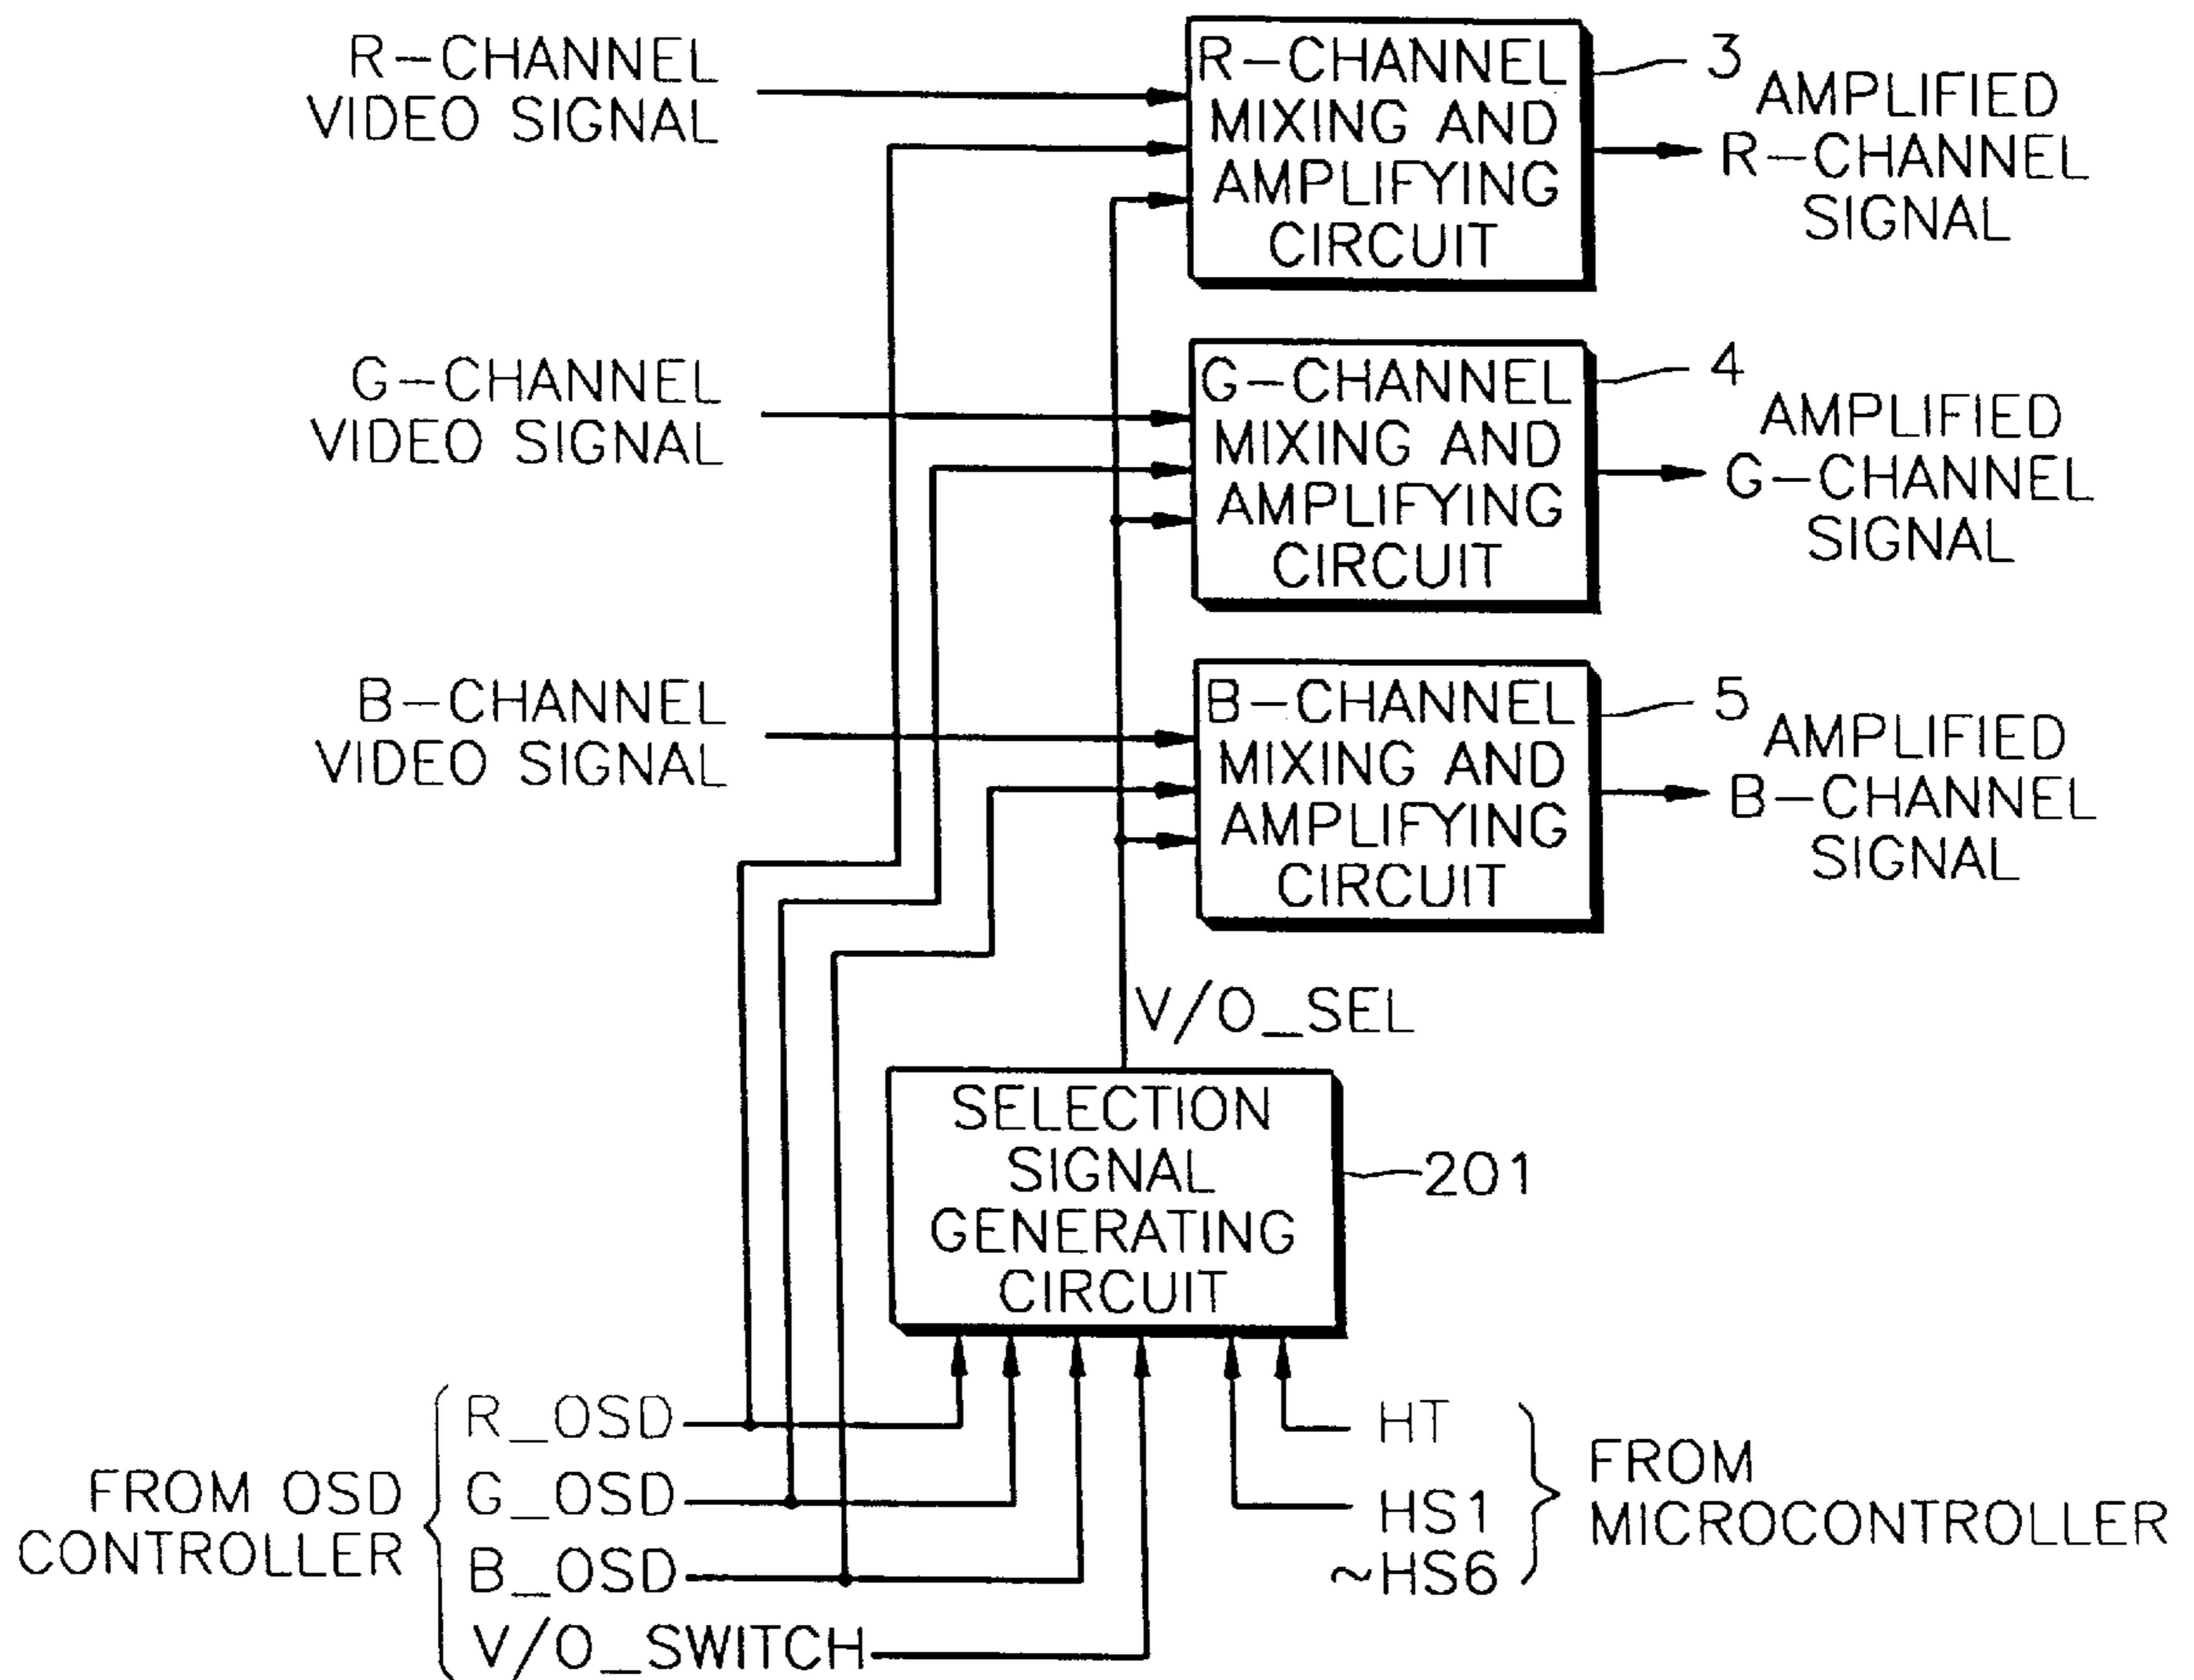 R-CHANNEL
VIDEO SIGNAL
R-CHANNEL
MIXING AND
AMPLIFYING
CIRCUIT
3
AMPLIFIED
R-CHANNEL
SIGNAL
G-CHANNEL
VIDEO SIGNAL
G-CHANNEL
MIXING AND
AMPLIFYING
CIRCUIT
4
AMPLIFIED
G-CHANNEL
SIGNAL
B-CHANNEL
VIDEO SIGNAL
B-CHANNEL
MIXING AND
AMPLIFYING
CIRCUIT
5
AMPLIFIED
B-CHANNEL
SIGNAL
V/O_SEL
SELECTION
SIGNAL
GENERATING
CIRCUIT
201
FROM OSD
CONTROLLER
R_OSD
G_OSD
B_OSD
V/O_SWITCH
HT
HS1
~HS6
FROM
MICROCONTROLLER